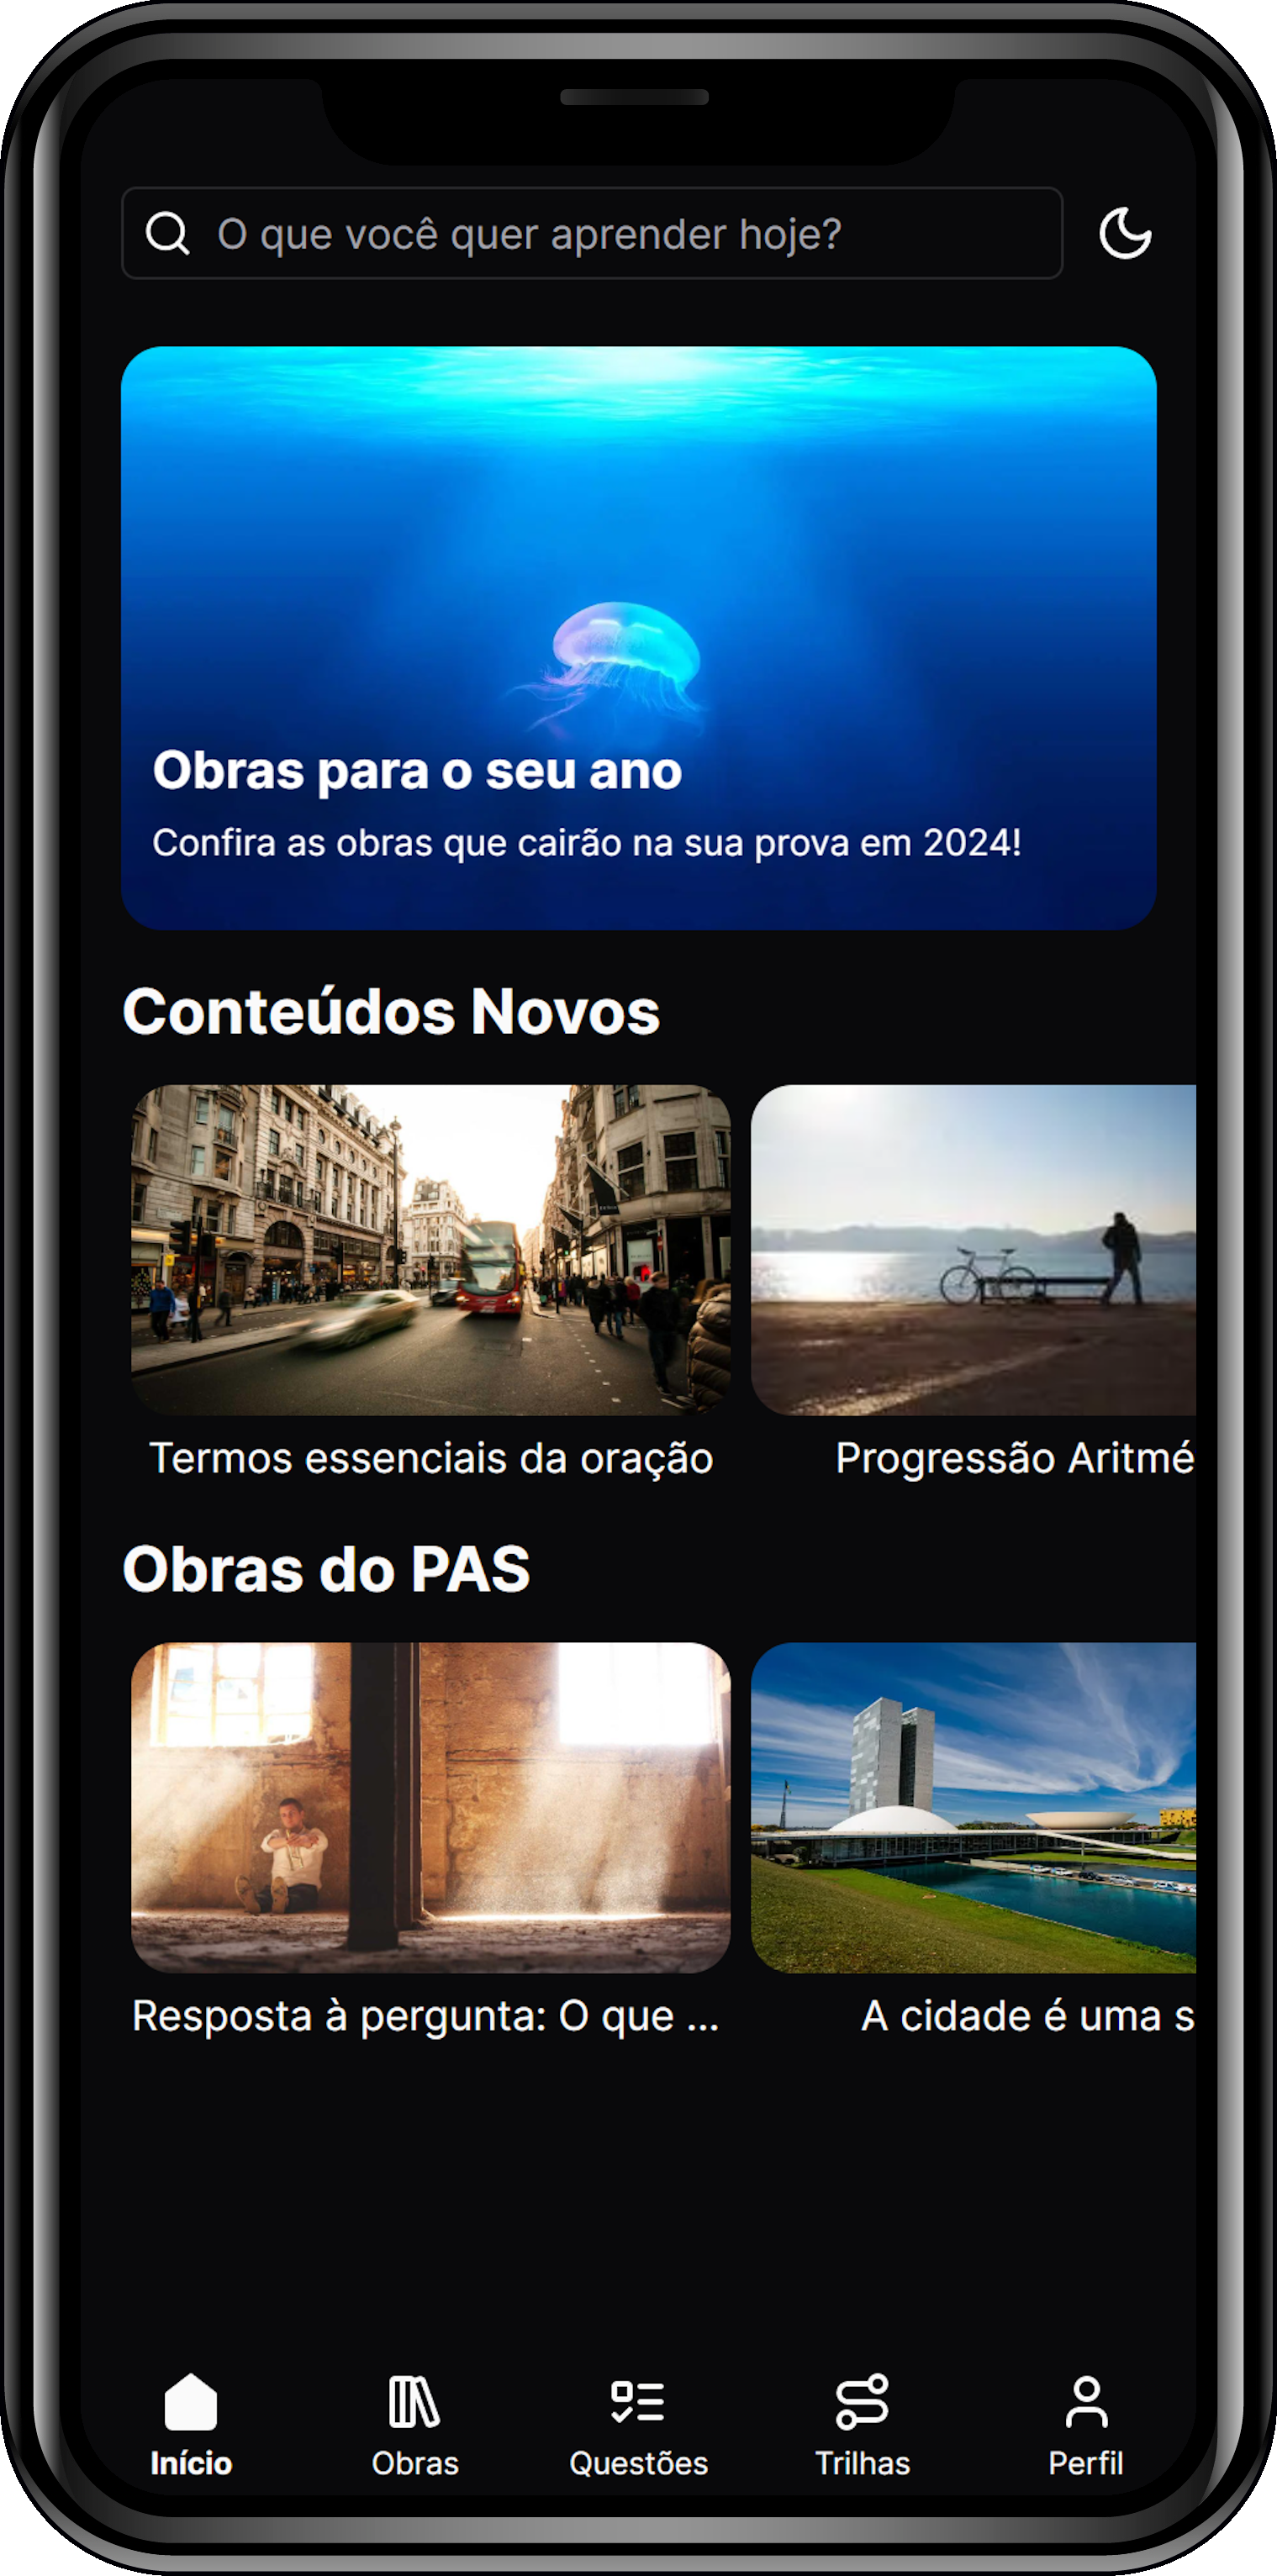 O que você quer aprender hoje?
Obras para o seu ano
Confira as obras que cairão na sua prova em 2024!
Conteúdos Novos
Termos essenciais da oração
Progressão Aritmé
Obras do PAS
Resposta à pergunta: O que ...
A cidade é uma s
Início
Obras
Questões
Trilhas
Perfil